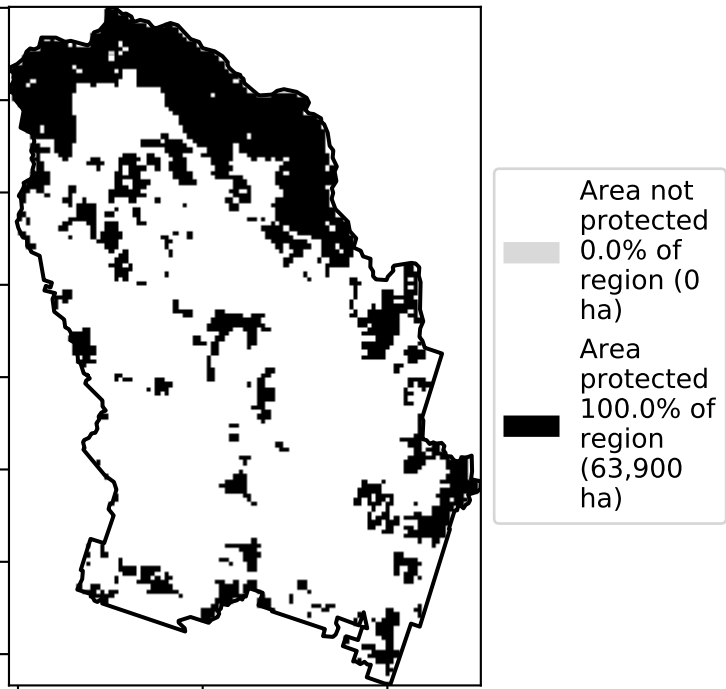 Area not
protected
0.0% of
region (0
ha)
Area
protected
100.0% of
region
(63,900
ha)